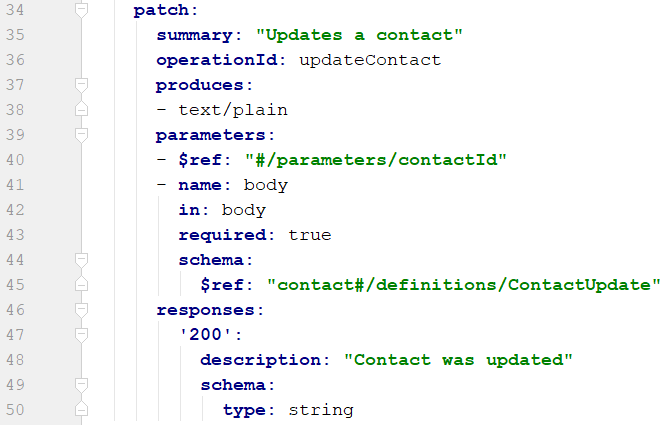 34 patch:
35 summary: "Updates a contact"
36 operationId: updateContact
37 produces:
38 - text/plain
39 parameters:
40 - $ref: "#/parameters/contactId"
41 - name: body
42 in: body
43 required: true
44 schema:
45 $ref: "contact#/definitions/ContactUpdate"
46 responses:
47 '200':
48 description: "Contact was updated"
49 schema:
50 type: string